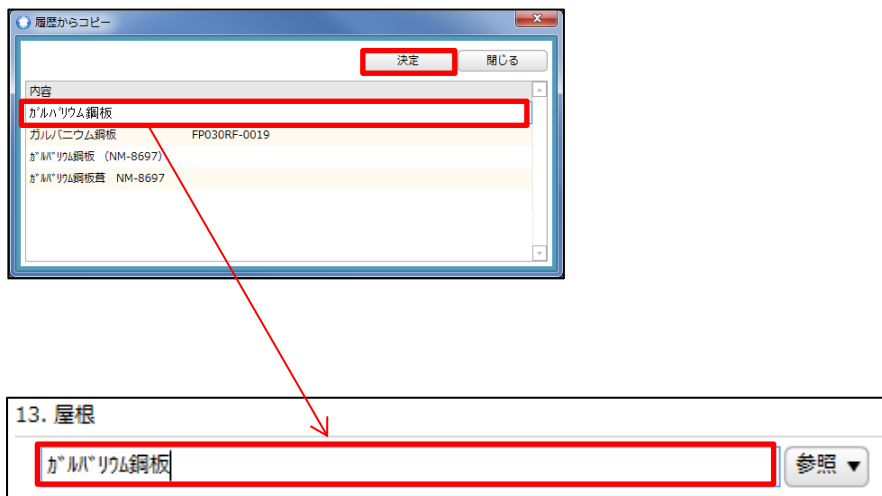 履歴からコピー
決定 閉じる
内容
ｶﾞﾙﾊﾞﾘｳﾑ鋼板
ガルバニウム鋼板 FP030RF-0019
ｶﾞﾙﾊﾞﾘｳﾑ鋼板 （NM-8697）
ｶﾞﾙﾊﾞﾘｳﾑ鋼板葺 NM-8697
13. 屋根
ｶﾞﾙﾊﾞﾘｳﾑ鋼板
参照 ▼